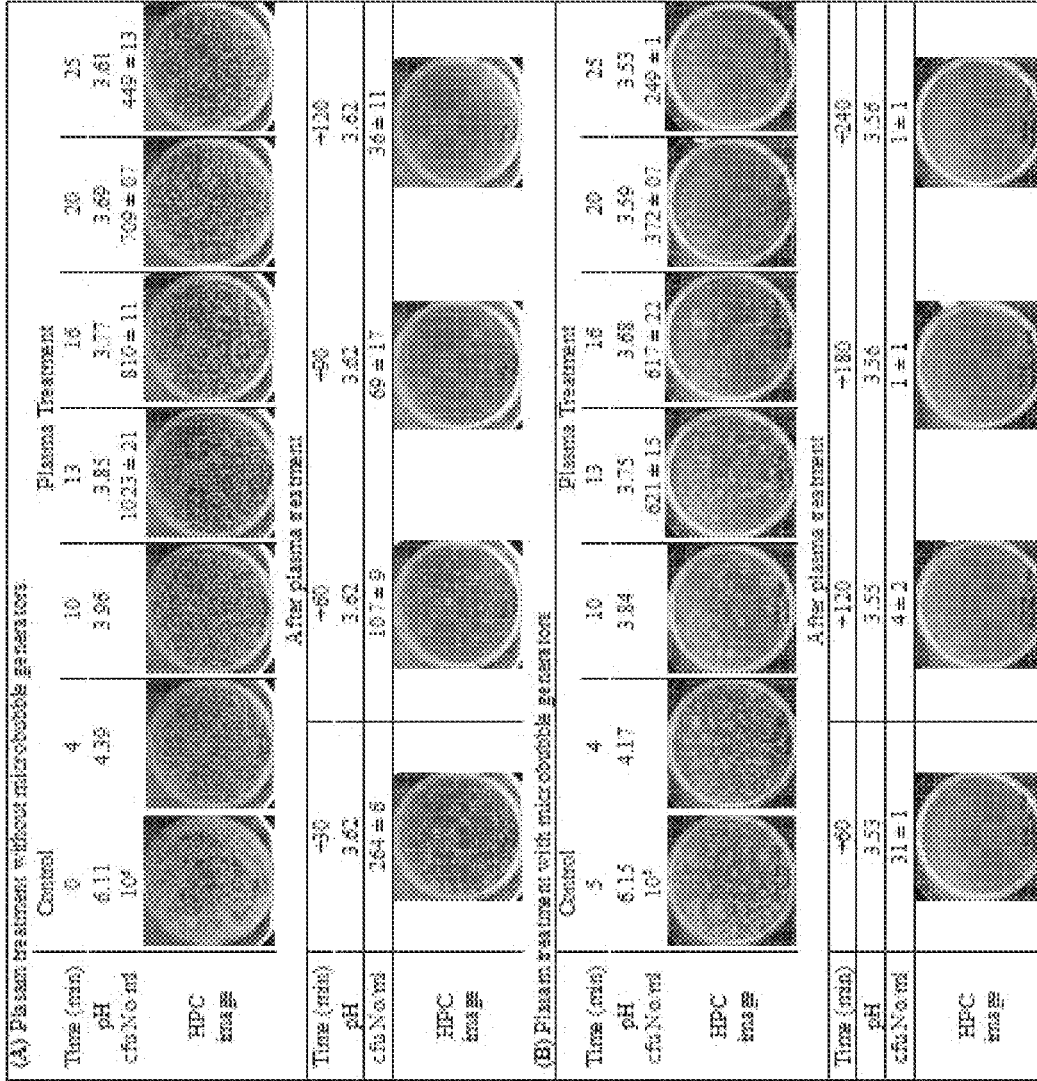 (A) Plasam treatment without microbubble generators
Control Plasma Treatment
Time (min) 0 4 10 13 16 20 25
pH 6.11 4.39 3.96 3.85 3.77 3.69 3.61
cfu No/ml 10⁵ 1023 ± 21 810 ± 11 709 ± 07 449 ± 13
HPC
image
After plasma treatment
Time (min) +30 +60 +90 +120
pH 3.62 3.62 3.62 3.62
cfu No/ml 264 ± 6 107 ± 9 69 ± 17 36 ± 11
HPC
image
(B) Plasam treatment with microbubble generators
Control Plasma Treatment
Time (min) 5 4 10 13 16 20 25
pH 6.15 4.17 3.84 3.75 3.68 3.59 3.53
cfu No/ml 10⁵ 621 ± 15 617 ± 22 372 ± 07 249 ± 1
HPC
image
After plasma treatment
Time (min) +60 +120 +180 +240
pH 3.53 3.53 3.56 3.56
cfu No/ml 31 ± 1 4 ± 2 1 ± 1 1 ± 1
HPC
image